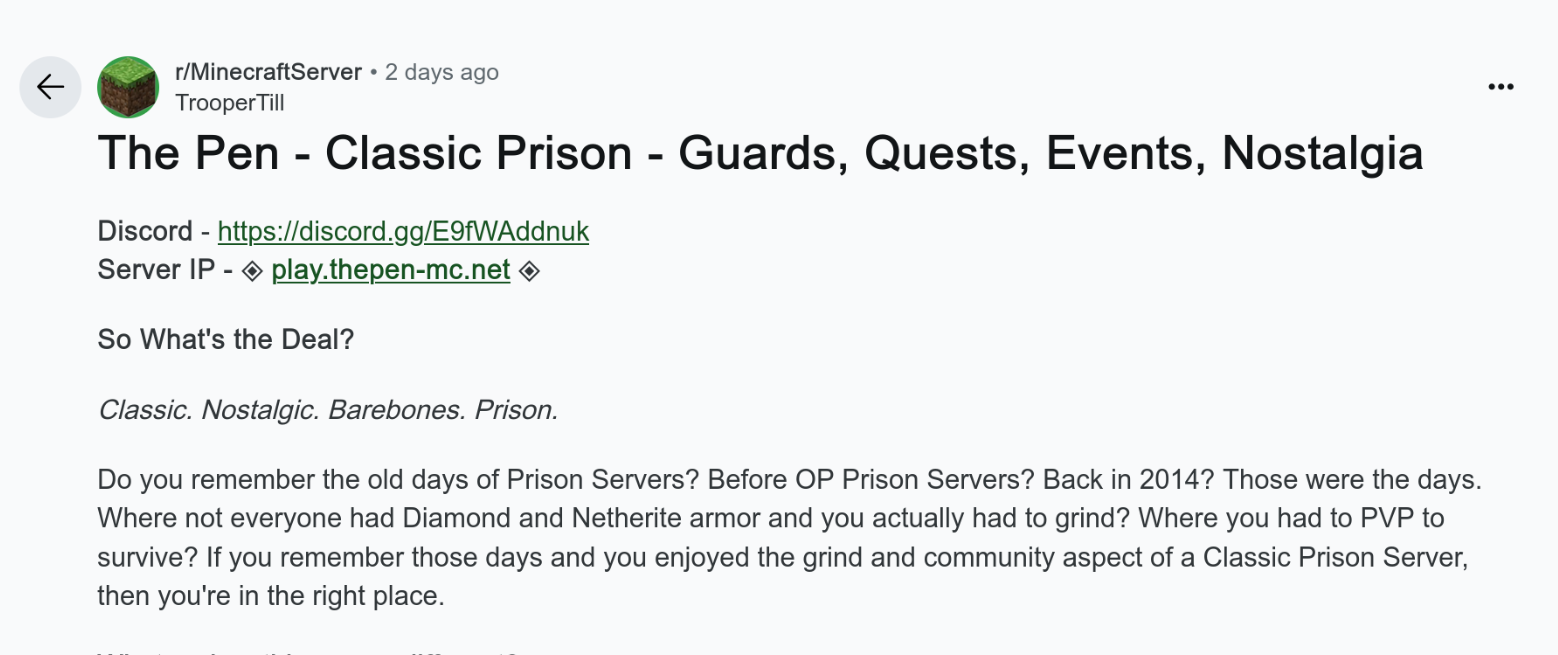 r/MinecraftServer • 2 days ago
TrooperTill
The Pen - Classic Prison - Guards, Quests, Events, Nostalgia
Discord - https://discord.gg/E9fWAddnuk
Server IP - ◈ play.thepen-mc.net ◈
So What's the Deal?
Classic. Nostalgic. Barebones. Prison.
Do you remember the old days of Prison Servers? Before OP Prison Servers? Back in 2014? Those were the days.
Where not everyone had Diamond and Netherite armor and you actually had to grind? Where you had to PVP to
survive? If you remember those days and you enjoyed the grind and community aspect of a Classic Prison Server,
then you're in the right place.